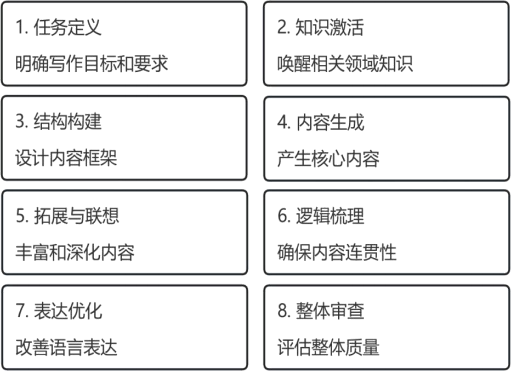 1. 任务定义
明确写作目标和要求
2. 知识激活
唤醒相关领域知识
3. 结构构建
设计内容框架
4. 内容生成
产生核心内容
5. 拓展与联想
丰富和深化内容
6. 逻辑梳理
确保内容连贯性
7. 表达优化
改善语言表达
8. 整体审查
评估整体质量